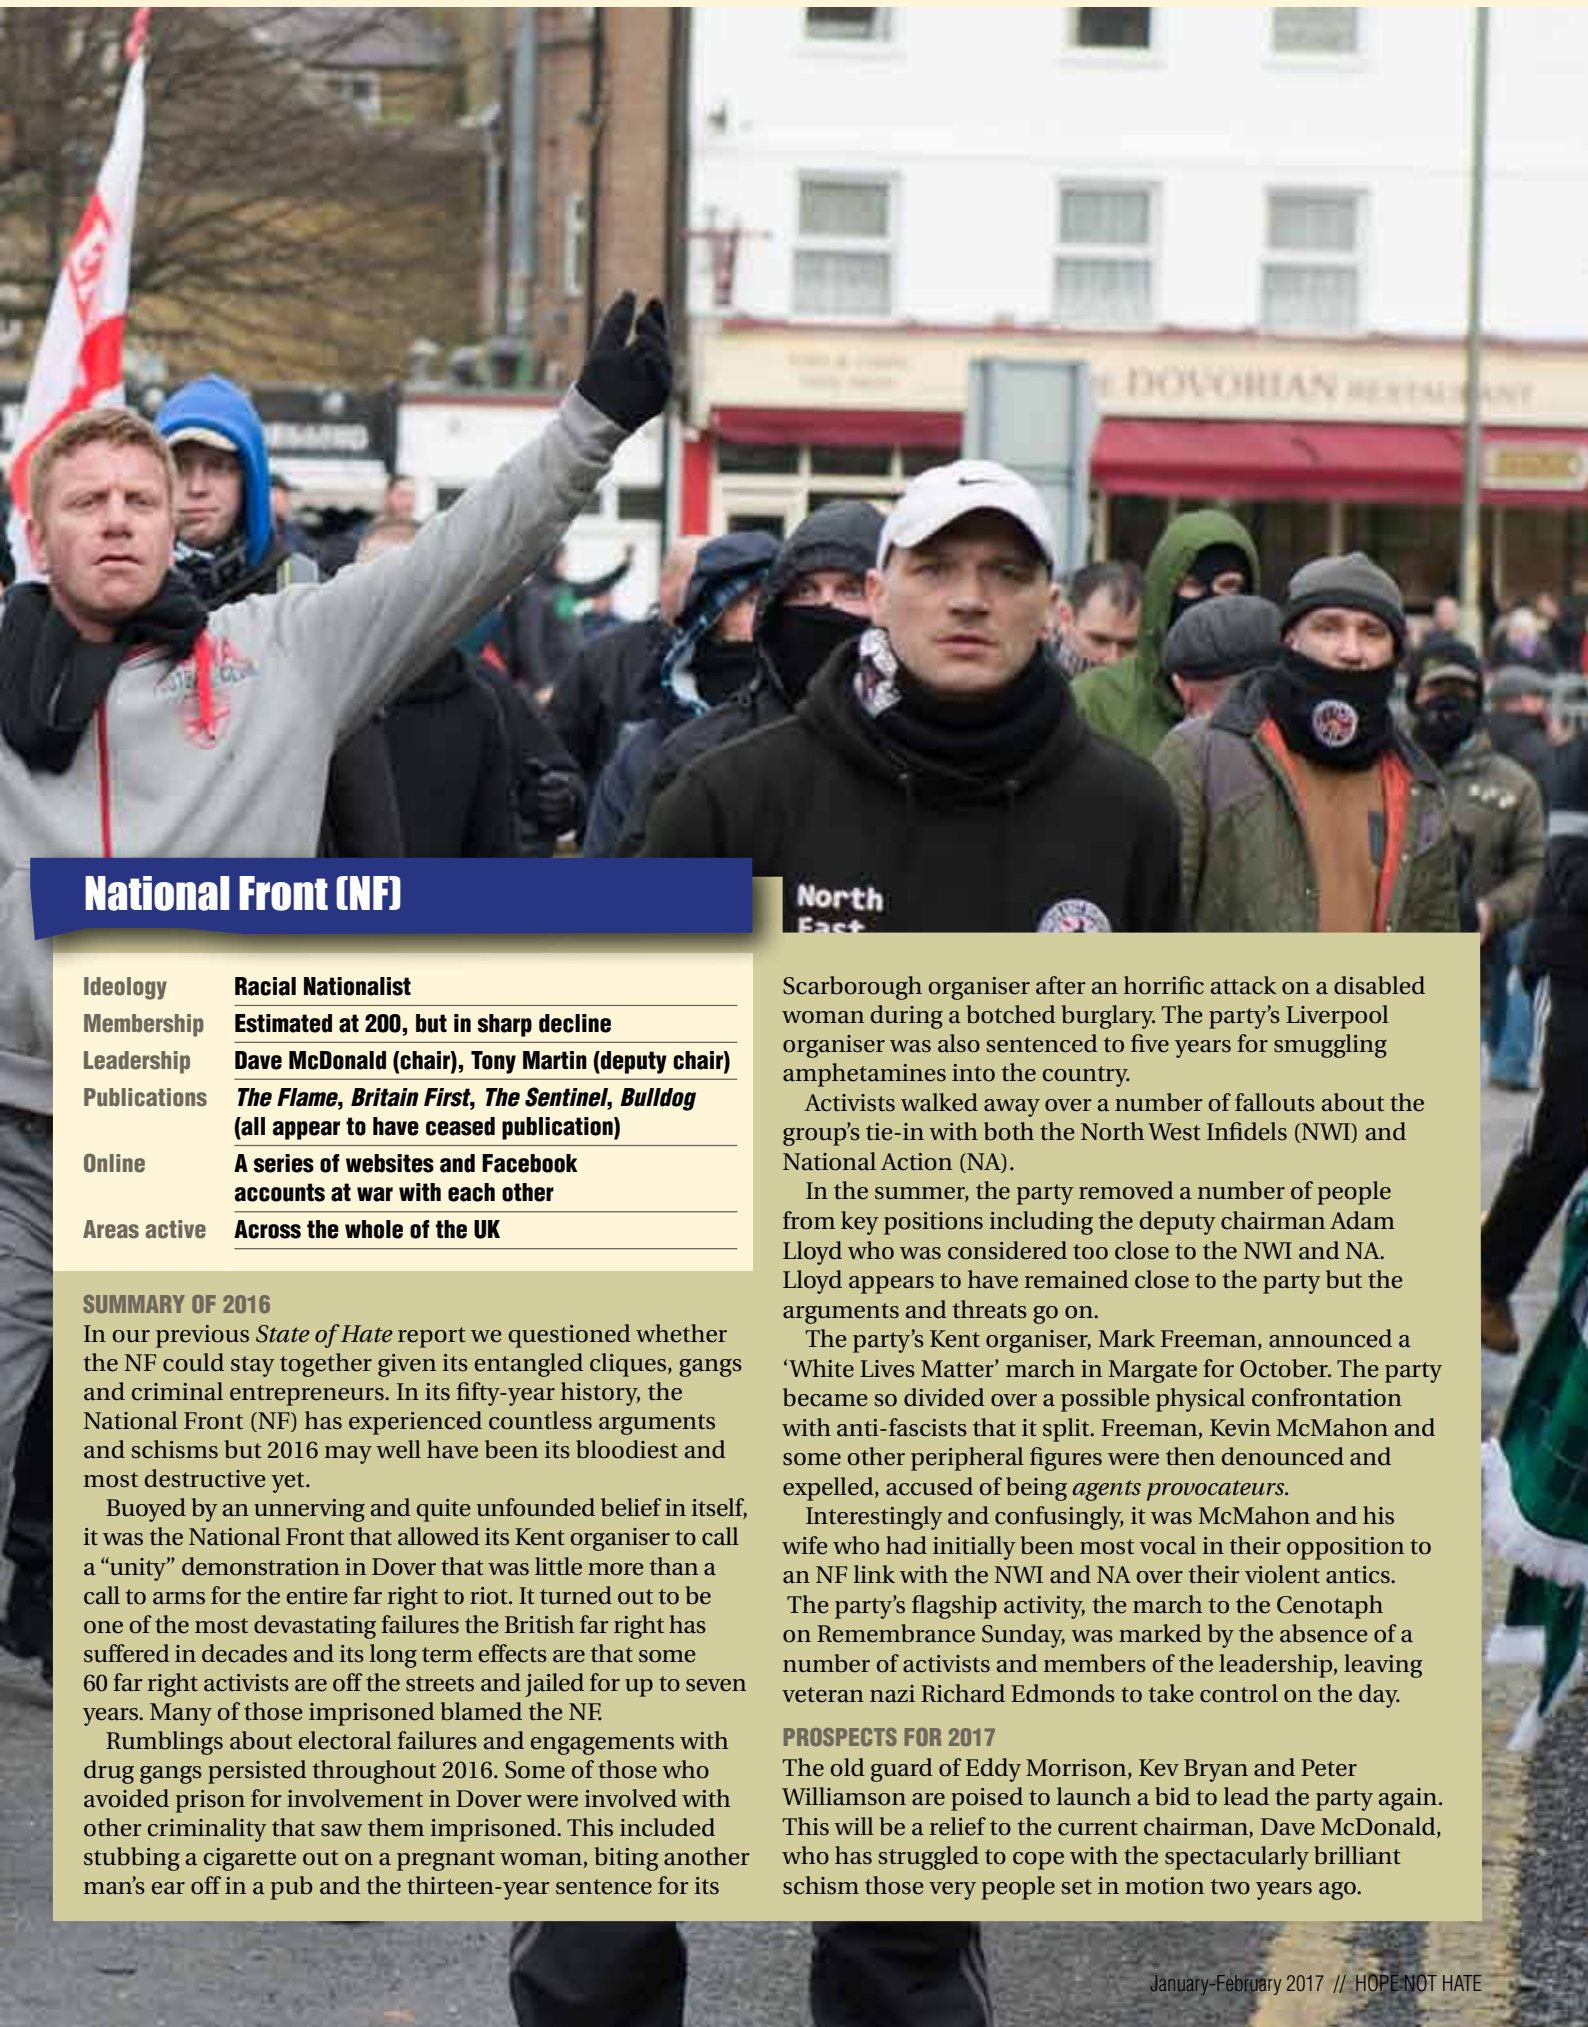 DOVORIAN RESTAURANT
North
East
National Front (NF)
Ideology Racial Nationalist
Membership Estimated at 200, but in sharp decline
Leadership Dave McDonald (chair), Tony Martin (deputy chair)
Publications The Flame, Britain First, The Sentinel, Bulldog
(all appear to have ceased publication)
Online A series of websites and Facebook
accounts at war with each other
Areas active Across the whole of the UK
SUMMARY OF 2016
In our previous State of Hate report we questioned whether
the NF could stay together given its entangled cliques, gangs
and criminal entrepreneurs. In its fifty-year history, the
National Front (NF) has experienced countless arguments
and schisms but 2016 may well have been its bloodiest and
most destructive yet.
Buoyed by an unnerving and quite unfounded belief in itself,
it was the National Front that allowed its Kent organiser to call
a “unity” demonstration in Dover that was little more than a
call to arms for the entire far right to riot. It turned out to be
one of the most devastating failures the British far right has
suffered in decades and its long term effects are that some
60 far right activists are off the streets and jailed for up to seven
years. Many of those imprisoned blamed the NF.
Rumblings about electoral failures and engagements with
drug gangs persisted throughout 2016. Some of those who
avoided prison for involvement in Dover were involved with
other criminality that saw them imprisoned. This included
stubbing a cigarette out on a pregnant woman, biting another
man’s ear off in a pub and the thirteen-year sentence for its
Scarborough organiser after an horrific attack on a disabled
woman during a botched burglary. The party’s Liverpool
organiser was also sentenced to five years for smuggling
amphetamines into the country.
Activists walked away over a number of fallouts about the
group’s tie-in with both the North West Infidels (NWI) and
National Action (NA).
In the summer, the party removed a number of people
from key positions including the deputy chairman Adam
Lloyd who was considered too close to the NWI and NA.
Lloyd appears to have remained close to the party but the
arguments and threats go on.
The party’s Kent organiser, Mark Freeman, announced a
‘White Lives Matter’ march in Margate for October. The party
became so divided over a possible physical confrontation
with anti-fascists that it split. Freeman, Kevin McMahon and
some other peripheral figures were then denounced and
expelled, accused of being agents provocateurs.
Interestingly and confusingly, it was McMahon and his
wife who had initially been most vocal in their opposition to
an NF link with the NWI and NA over their violent antics.
The party’s flagship activity, the march to the Cenotaph
on Remembrance Sunday, was marked by the absence of a
number of activists and members of the leadership, leaving
veteran nazi Richard Edmonds to take control on the day.
PROSPECTS FOR 2017
The old guard of Eddy Morrison, Kev Bryan and Peter
Williamson are poised to launch a bid to lead the party again.
This will be a relief to the current chairman, Dave McDonald,
who has struggled to cope with the spectacularly brilliant
schism those very people set in motion two years ago.
January-February 2017 // HOPE NOT HATE